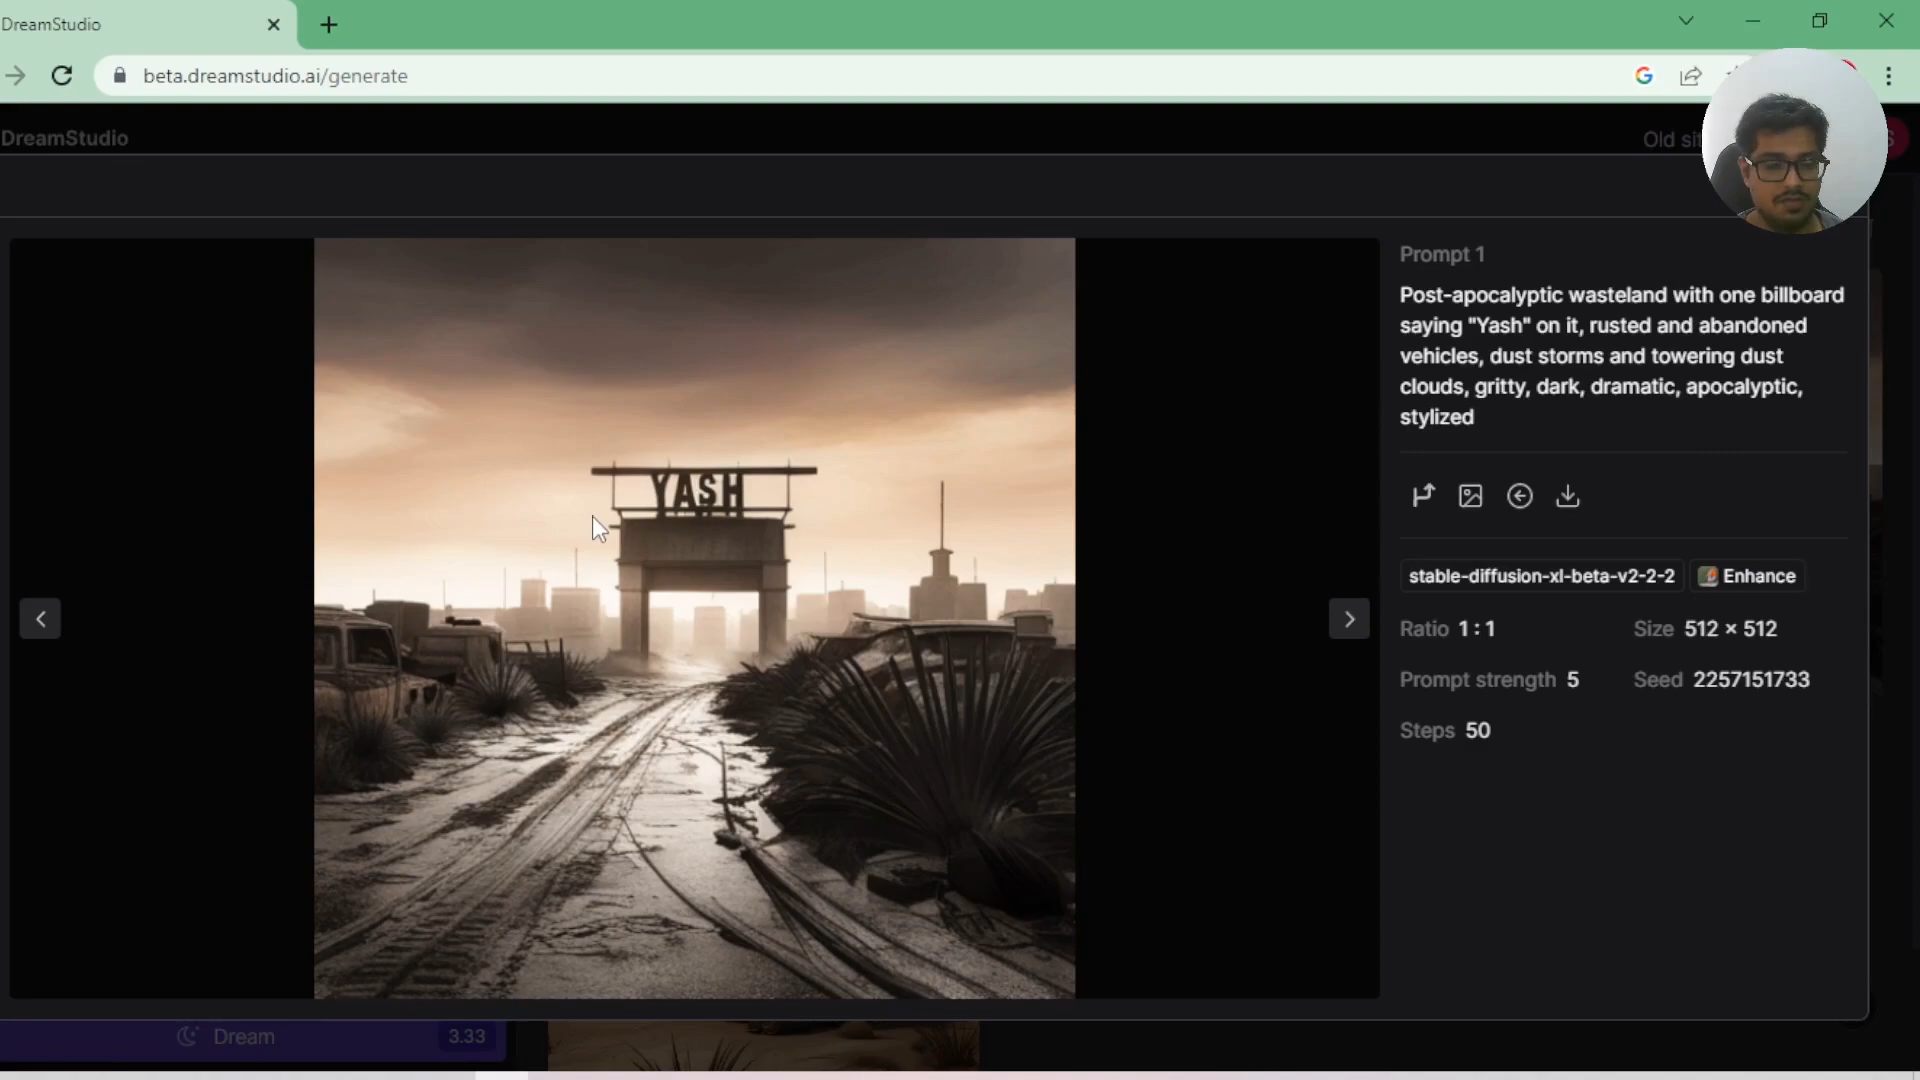 DreamStudio
beta.dreamstudio.ai/generate
DreamStudio
Old
YASH
Prompt 1
Post-apocalyptic wasteland with one billboard
saying "Yash" on it, rusted and abandoned
vehicles, dust storms and towering dust
clouds, gritty, dark, dramatic, apocalyptic,
stylized
stable-diffusion-xl-beta-v2-2-2 Enhance
Ratio 1 : 1 Size 512 × 512
Prompt strength 5 Seed 2257151733
Steps 50
Dream 3.33